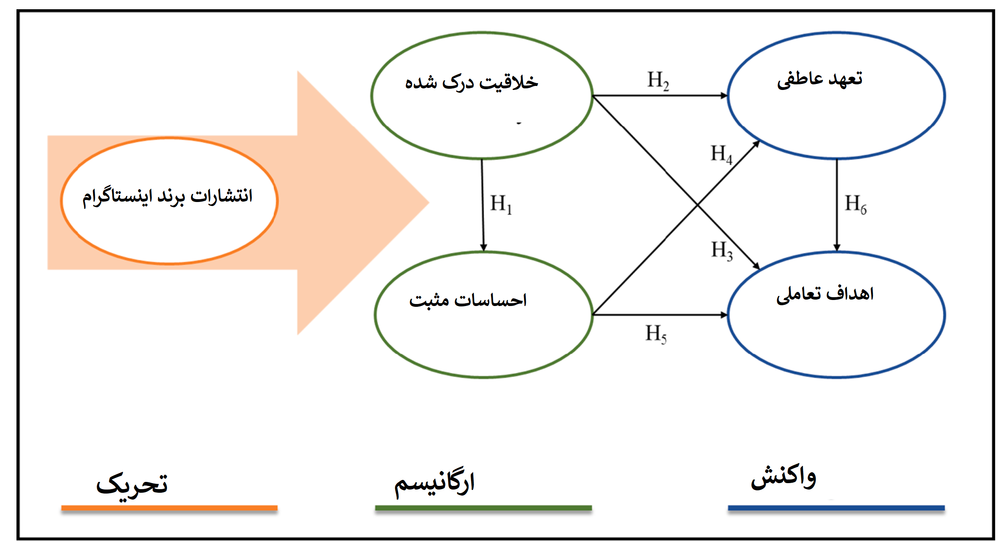 خلاقیت درک شده
تعهد عاطفی
H2
H4
انتشارات برند اینستاگرام
H1
H6
H3
احساسات مثبت
اهداف تعاملی
H5
تحریک
ارگانیسم
واکنش